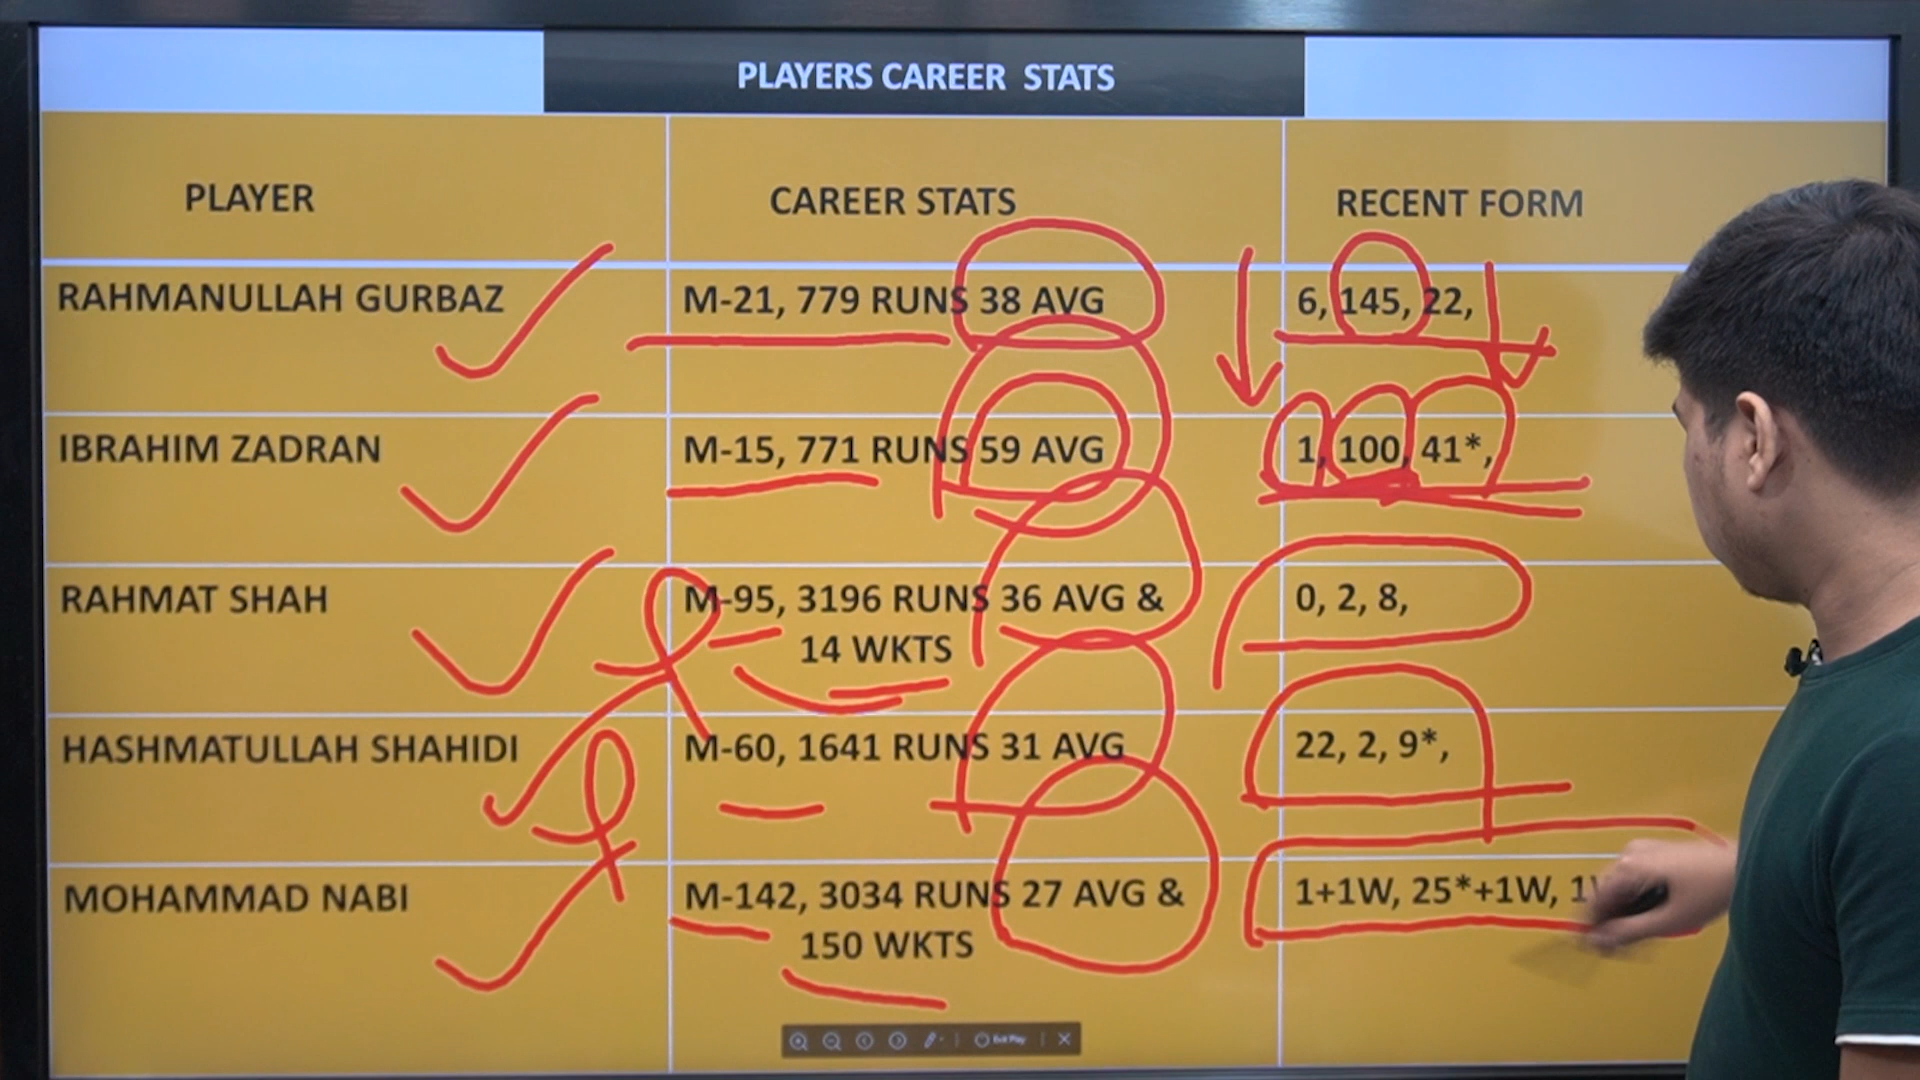 PLAYERS CAREER STATS
PLAYER CAREER STATS RECENT FORM
RAHMANULLAH GURBAZ M-21, 779 RUNS 38 AVG 6, 145, 22,
IBRAHIM ZADRAN M-15, 771 RUNS 59 AVG 1, 100, 41*,
RAHMAT SHAH M-95, 3196 RUNS 36 AVG & 0, 2, 8,
14 WKTS
HASHMATULLAH SHAHIDI M-60, 1641 RUNS 31 AVG 22, 2, 9*,
MOHAMMAD NABI M-142, 3034 RUNS 27 AVG & 1+1W, 25*+1W,
150 WKTS
Exit Play